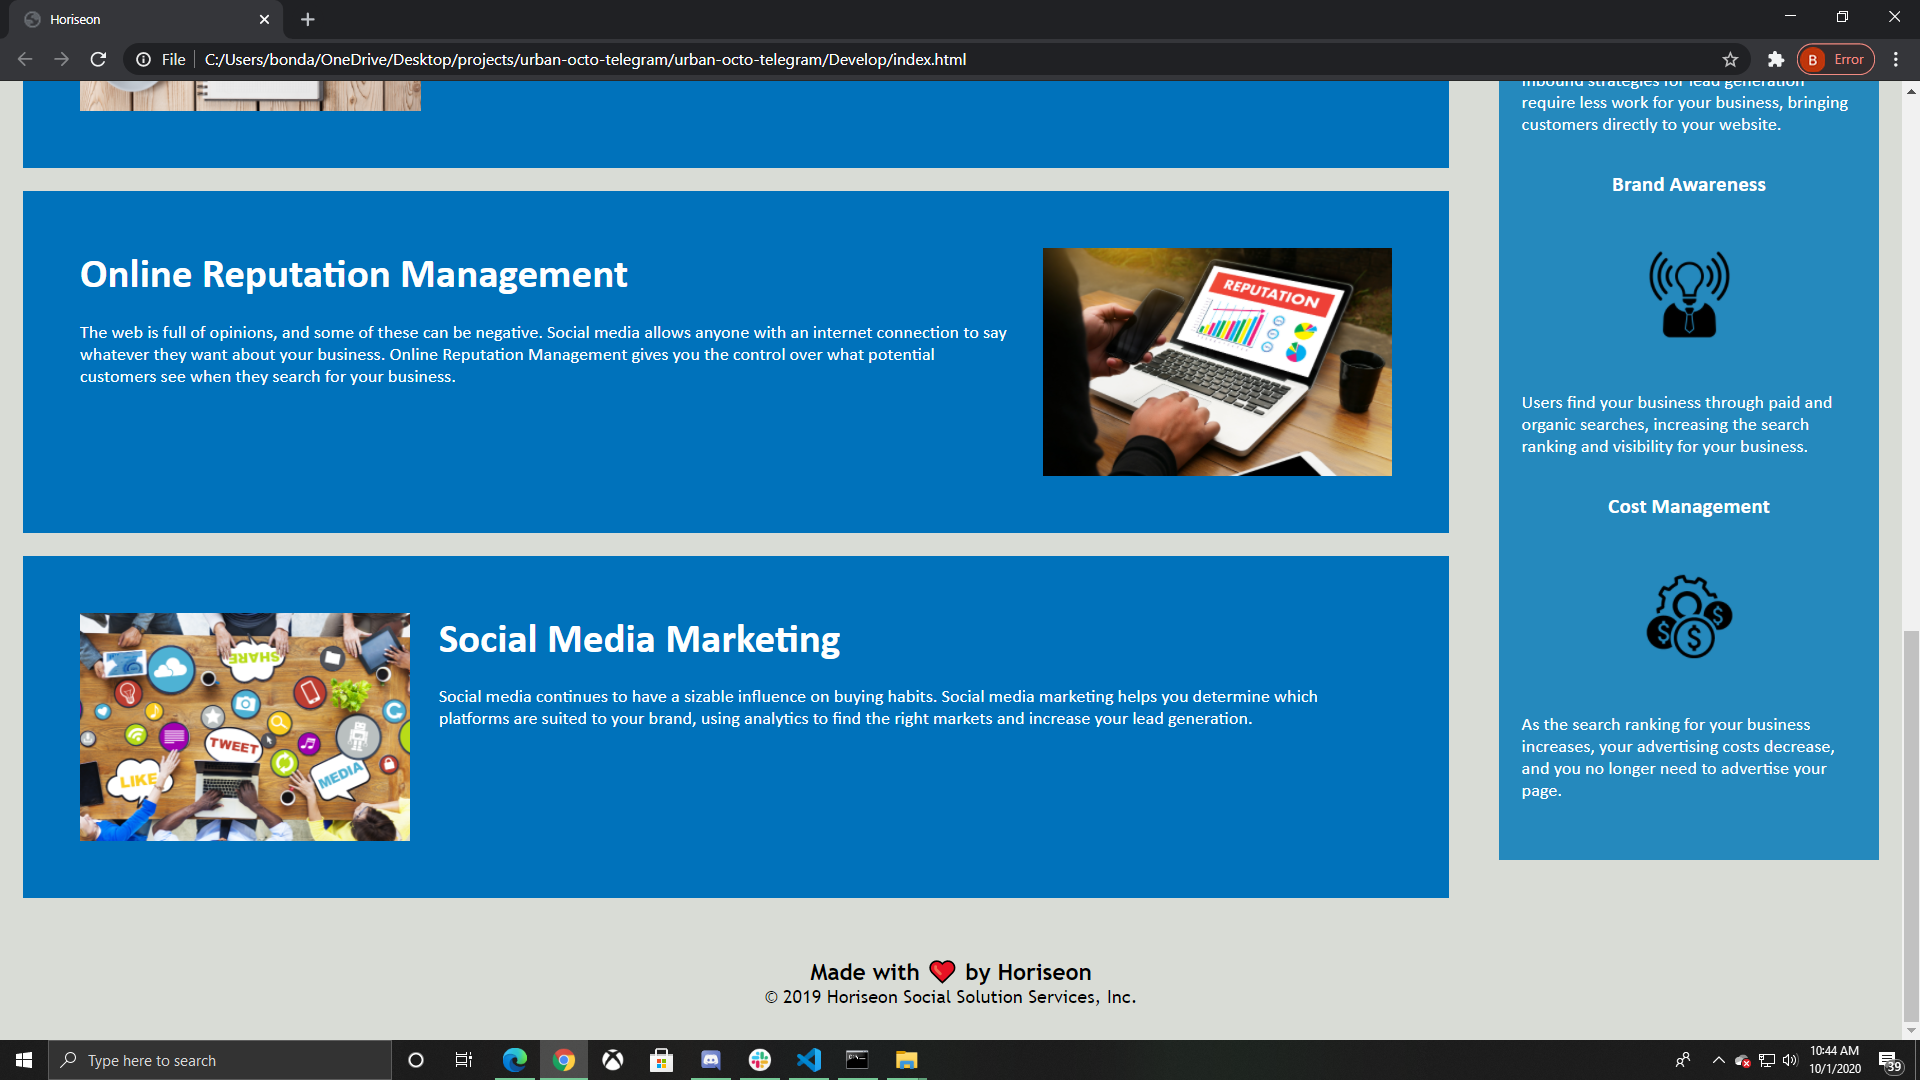 Horiseon
File
C:/Users/bonda/OneDrive/Desktop/projects/urban-octo-telegram/urban-octo-telegram/Develop/index.html
B Error
Online Reputation Management
The web is full of opinions, and some of these can be negative. Social media allows anyone with an internet connection to say
whatever they want about your business. Online Reputation Management gives you the control over what potential
customers see when they search for your business.
REPUTATION
SHARE
TWEET
LIKE
MEDIA
Social Media Marketing
Social media continues to have a sizable influence on buying habits. Social media marketing helps you determine which
platforms are suited to your brand, using analytics to find the right markets and increase your lead generation.
inbound strategies for lead generation
require less work for your business, bringing
customers directly to your website.
Brand Awareness
Users find your business through paid and
organic searches, increasing the search
ranking and visibility for your business.
Cost Management
$ $ $
As the search ranking for your business
increases, your advertising costs decrease,
and you no longer need to advertise your
page.
Made with ❤ by Horiseon
© 2019 Horiseon Social Solution Services, Inc.
Type here to search
10:44 AM
10/1/2020
39